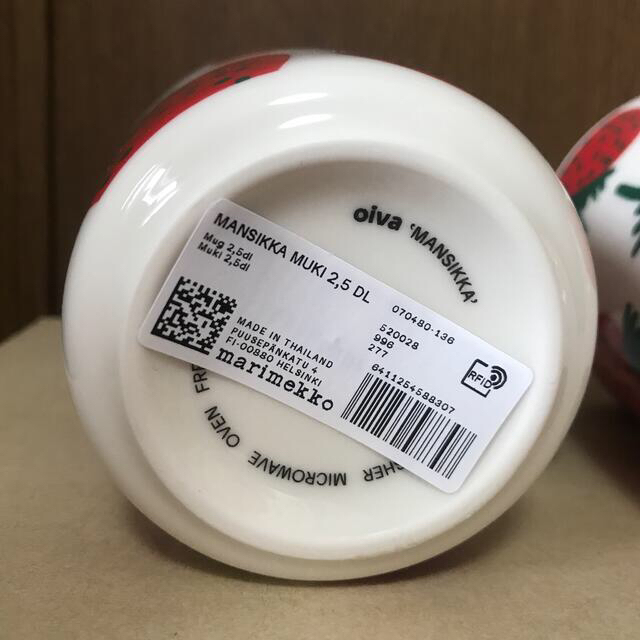 oiva 'MANSIKKA'
MANSIKKA MUKI 2,5 DL
Mug 2,5dl
Muki 2,5dl
070480-136
520028
996
277
MADE IN THAILAND
PUUSEPÄNKATU 4
FI-00880 HELSINKI
marimekko
6411254588307
RFID
MICROWAVE OVEN